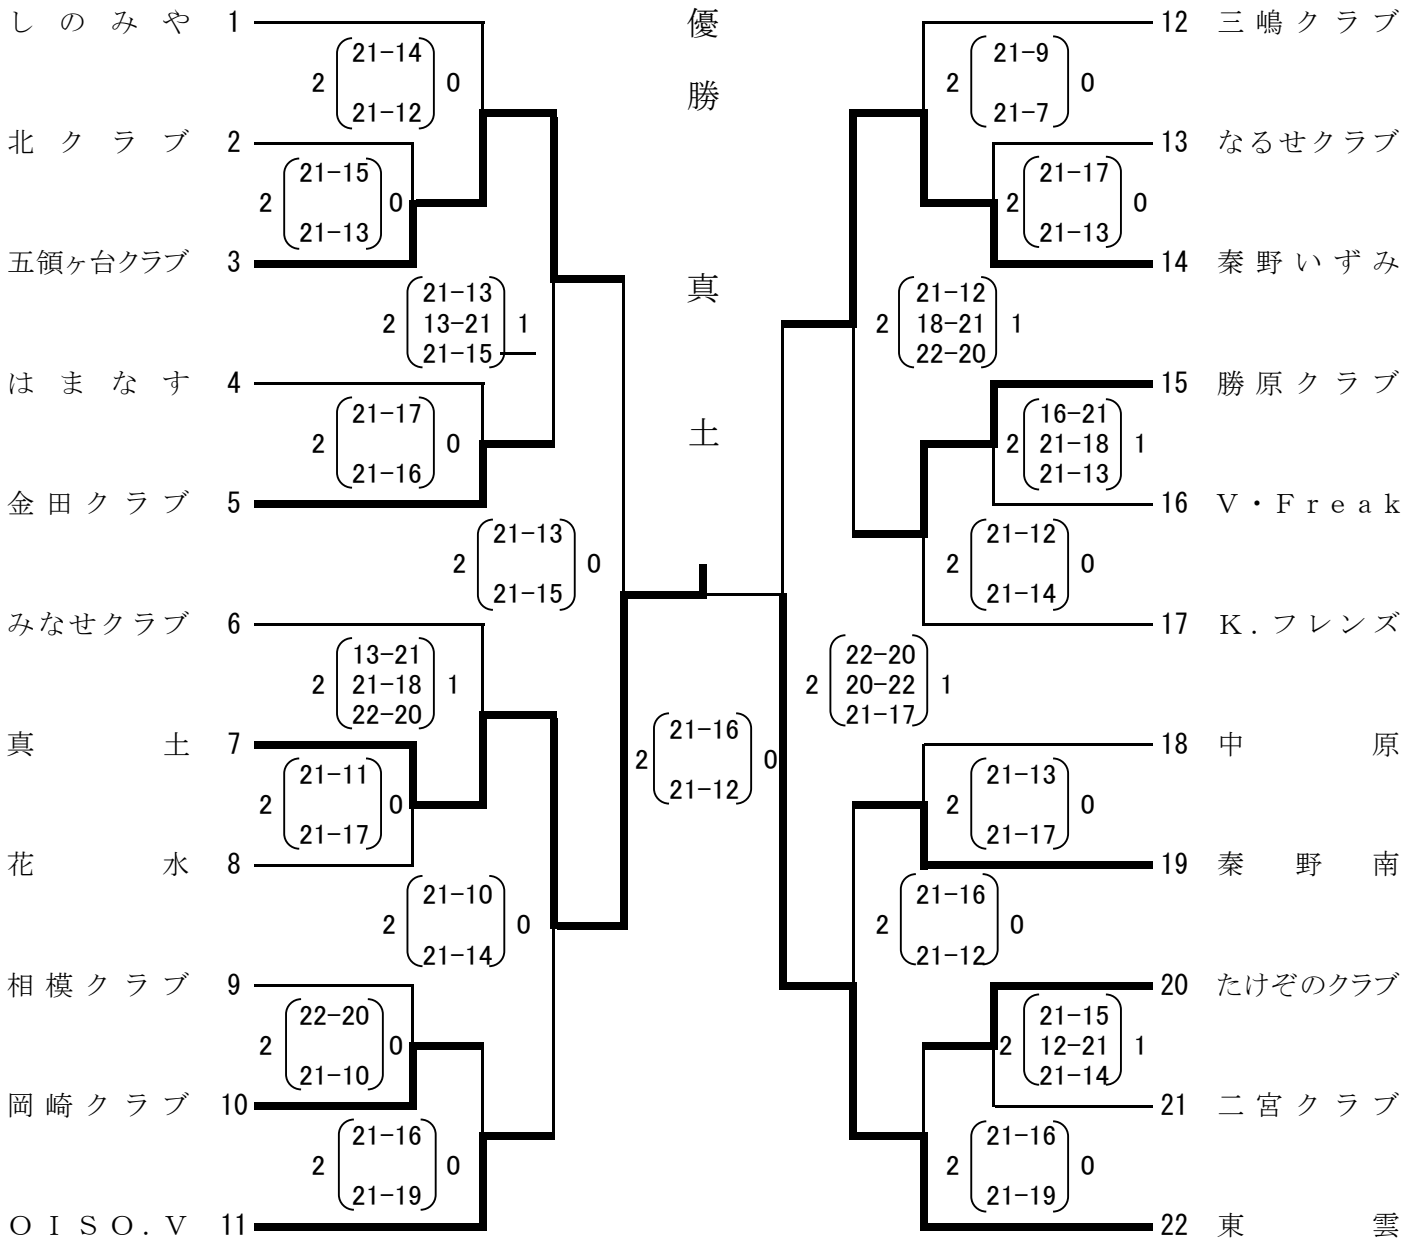 優勝 真土
しのみや 1
2 21-14 0
21-12
北クラブ 2
2 21-15 0
21-13
五領ヶ台クラブ 3
21-13
2 13-21 1
21-15
はまなす 4
2 21-17 0
21-16
金田クラブ 5
2 21-13 0
21-15
みなせクラブ 6
13-21
2 21-18 1
22-20
真土 7
2 21-11 0
21-17
花水 8
2 21-10 0
21-14
相模クラブ 9
2 22-20 0
21-10
岡崎クラブ 10
2 21-16 0
21-19
OISO.V 11
2 21-16 0
21-12
12 三嶋クラブ
2 21-9 0
21-7
13 なるせクラブ
2 21-17 0
21-13
14 秦野いずみ
21-12
2 18-21 1
22-20
15 勝原クラブ
16-21
2 21-18 1
21-13
16 V・Freak
2 21-12 0
21-14
17 K.フレンズ
22-20
2 20-22 1
21-17
18 中原
2 21-13 0
21-17
19 秦野南
2 21-16 0
21-12
20 たけぞのクラブ
21-15
2 12-21 1
21-14
21 二宮クラブ
2 21-16 0
21-19
22 東雲